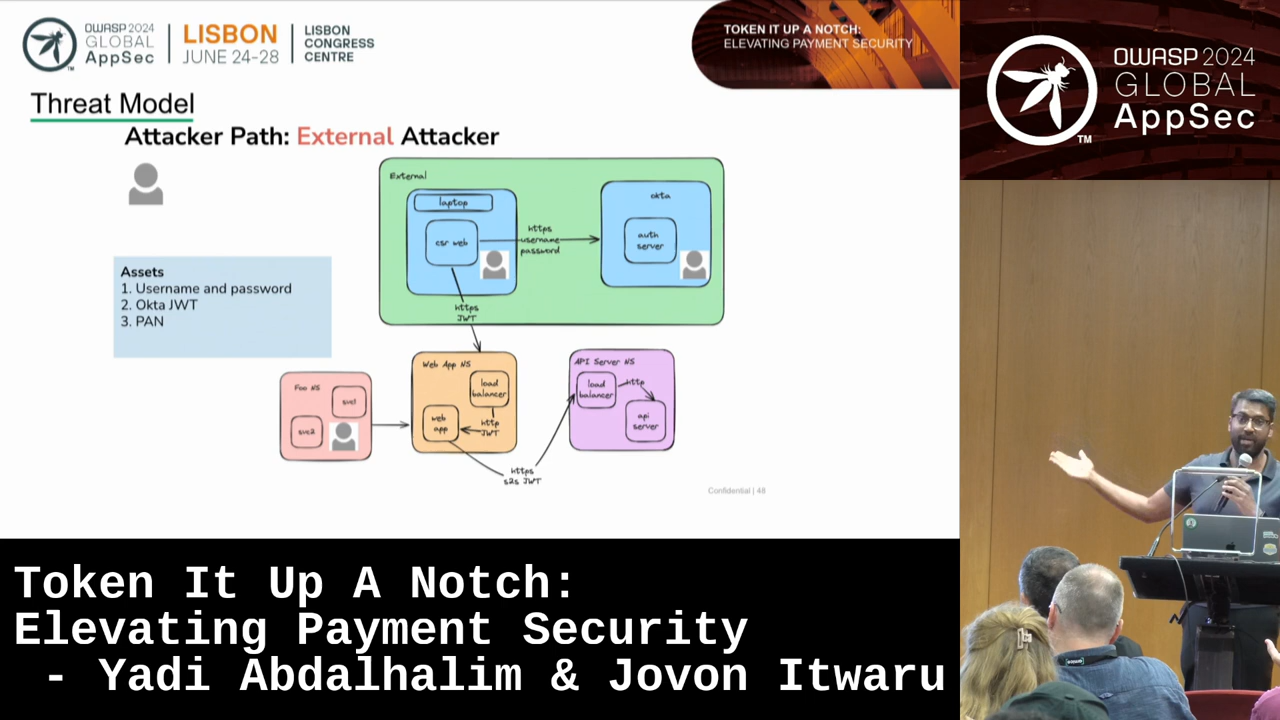 OWASP 2024
GLOBAL
AppSec
TM
LISBON
JUNE 24-28
LISBON
CONGRESS
CENTRE
TOKEN IT UP A NOTCH:
ELEVATING PAYMENT SECURITY
OWASP 2024
GLOBAL
AppSec
TM
Threat Model
Attacker Path: External Attacker
External
laptop
csr web
https
username
password
okta
auth
server
Assets
1. Username and password
2. Okta JWT
3. PAN
https
JWT
Foo NS
svc1
svc2
Web App NS
load
balancer
web
app
http
JWT
https
s2s JWT
API Server NS
load
balancer
http
api
server
Confidential | 48
Token It Up A Notch:
Elevating Payment Security
- Yadi Abdalhalim & Jovon Itwaru